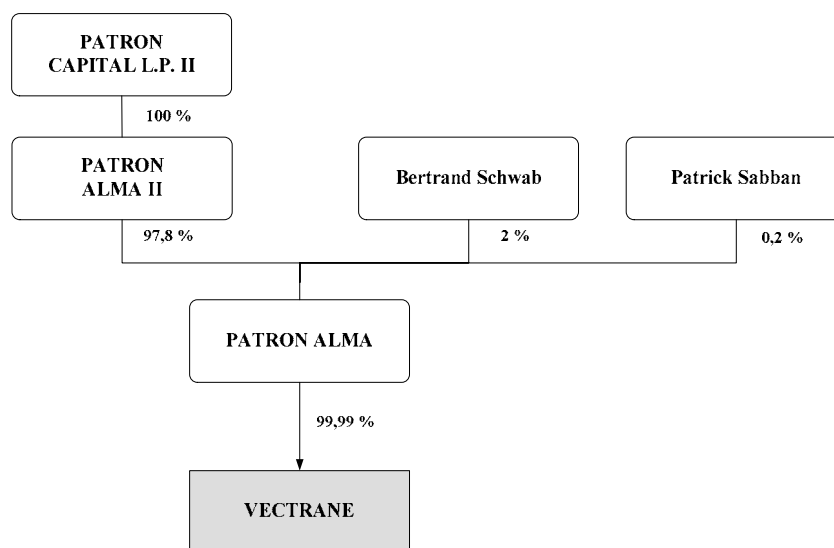 PATRON
CAPITAL L.P. II
100 %
PATRON
ALMA II
Bertrand Schwab
Patrick Sabban
97,8 %
2 %
0,2 %
PATRON ALMA
99,99 %
VECTRANE